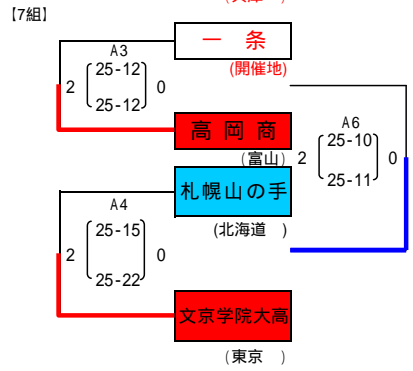 【7組】
一 条
(開催地)
A3
2 25-12 0
25-12
高 岡 商
(富山)
A6
2 25-10 0
25-11
札幌山の手
(北海道 )
A4
25-15
2 0
25-22
文京学院大高
(東京 )